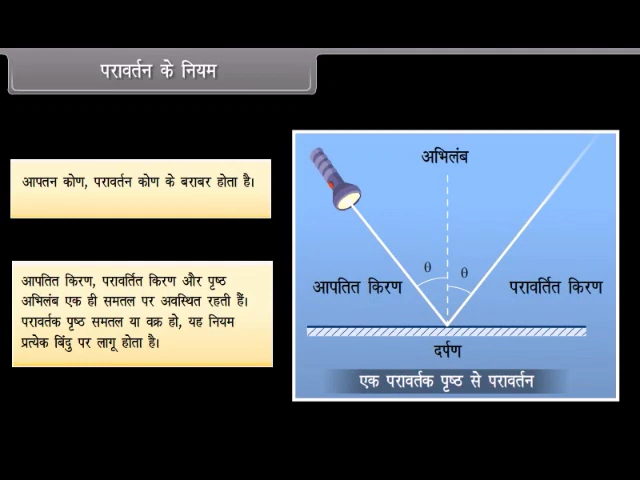 परावर्तन के नियम
आपतन कोण, परावर्तन कोण के बराबर होता है।
आपतित किरण, परावर्तित किरण और पृष्ठ
अभिलंब एक ही समतल पर अवस्थित रहती हैं।
परावर्तक पृष्ठ समतल या वक्र हो, यह नियम
प्रत्येक बिंदु पर लागू होता है।
अभिलंब
θ θ
आपतित किरण परावर्तित किरण
दर्पण
एक परावर्तक पृष्ठ से परावर्तन